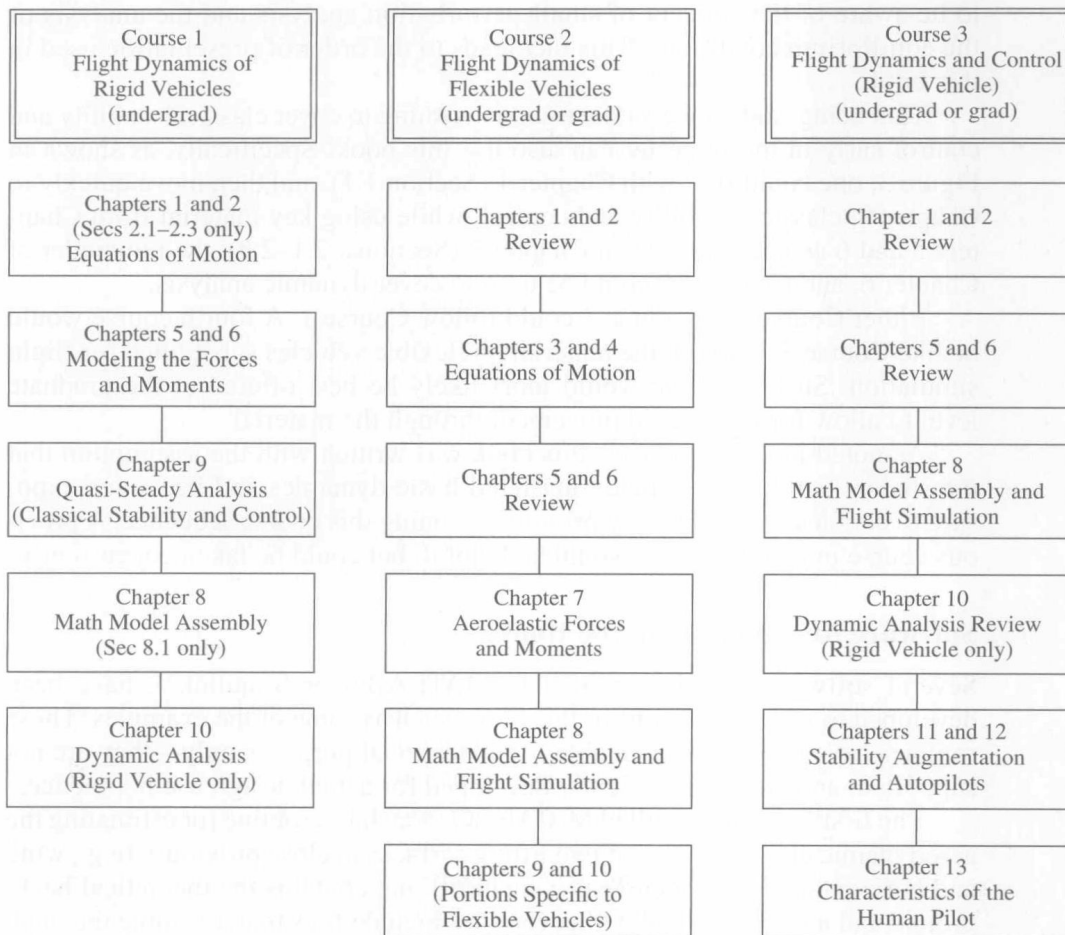 Course 1
Flight Dynamics of
Rigid Vehicles
(undergrad)
Chapters 1 and 2
(Secs 2.1–2.3 only)
Equations of Motion
Chapters 5 and 6
Modeling the Forces
and Moments
Chapter 9
Quasi-Steady Analysis
(Classical Stability and Control)
Chapter 8
Math Model Assembly
(Sec 8.1 only)
Chapter 10
Dynamic Analysis
(Rigid Vehicle only)
Course 2
Flight Dynamics of
Flexible Vehicles
(undergrad or grad)
Chapters 1 and 2
Review
Chapters 3 and 4
Equations of Motion
Chapters 5 and 6
Review
Chapter 7
Aeroelastic Forces
and Moments
Chapter 8
Math Model Assembly and
Flight Simulation
Chapters 9 and 10
(Portions Specific to
Flexible Vehicles)
Course 3
Flight Dynamics and Control
(Rigid Vehicle)
(undergrad or grad)
Chapter 1 and 2
Review
Chapters 5 and 6
Review
Chapter 8
Math Model Assembly and
Flight Simulation
Chapter 10
Dynamic Analysis Review
(Rigid Vehicle only)
Chapters 11 and 12
Stability Augmentation
and Autopilots
Chapter 13
Characteristics of the
Human Pilot